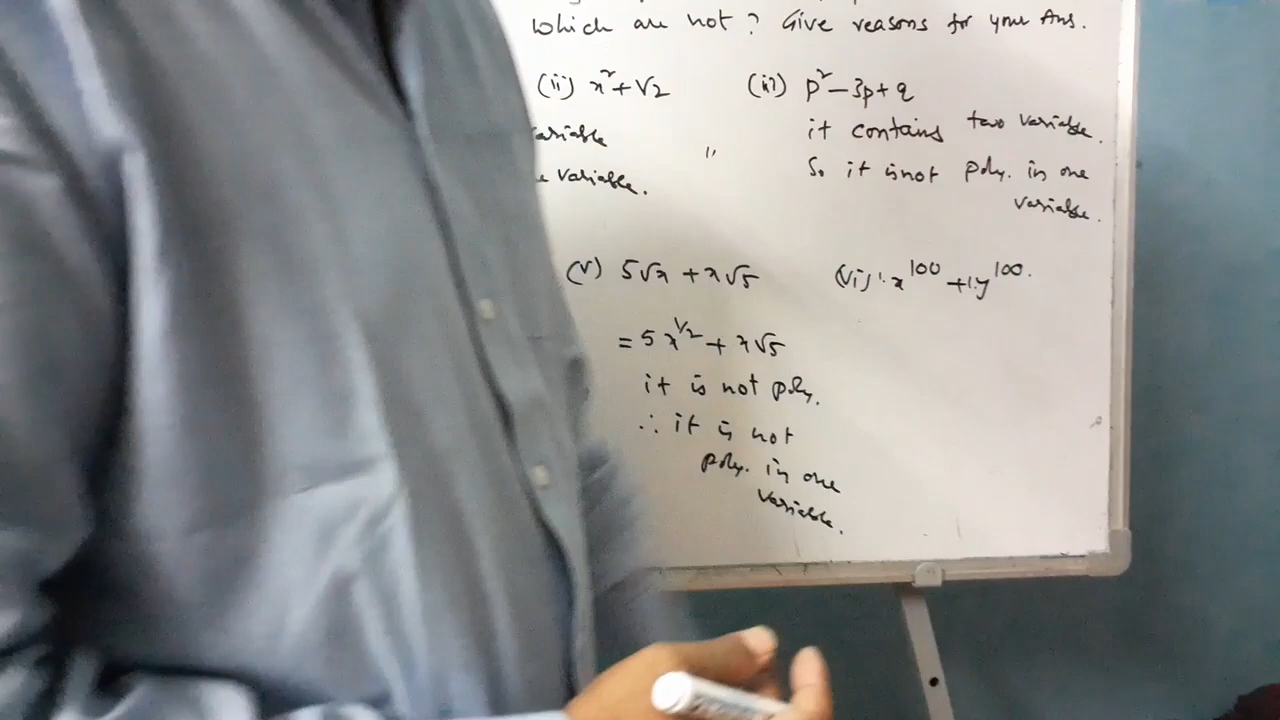 which are not? Give reasons for your Ans.
(ii) x² + √2
(iii) p² – 3p + q
ariable
it contains two variable.
"
e variable.
So it is not poly. in one
variable.
(v) 5√x + x√5
(vi) x¹⁰⁰ + y¹⁰⁰.
= 5x^{1/2} + x√5
it is not poly.
∴ it is not
poly. in one
variable.